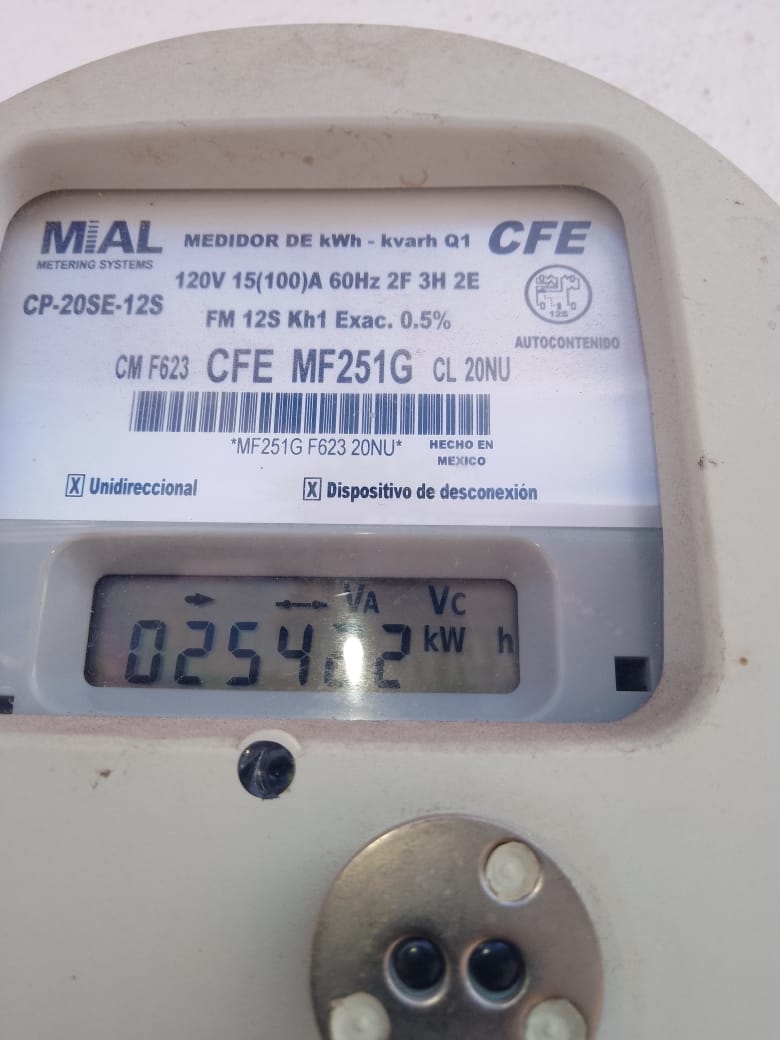 MIAL
METERING SYSTEMS
MEDIDOR DE kWh - kvarh Q1
CFE
120V 15(100)A 60Hz 2F 3H 2E
CP-20SE-12S
FM 12S Kh1 Exac. 0.5%
12S
AUTOCONTENIDO
CM F623 CFE MF251G CL 20NU
*MF251G F623 20NU*
HECHO EN
MEXICO
X Unidireccional
X Dispositivo de desconexión
VA VC
kW h